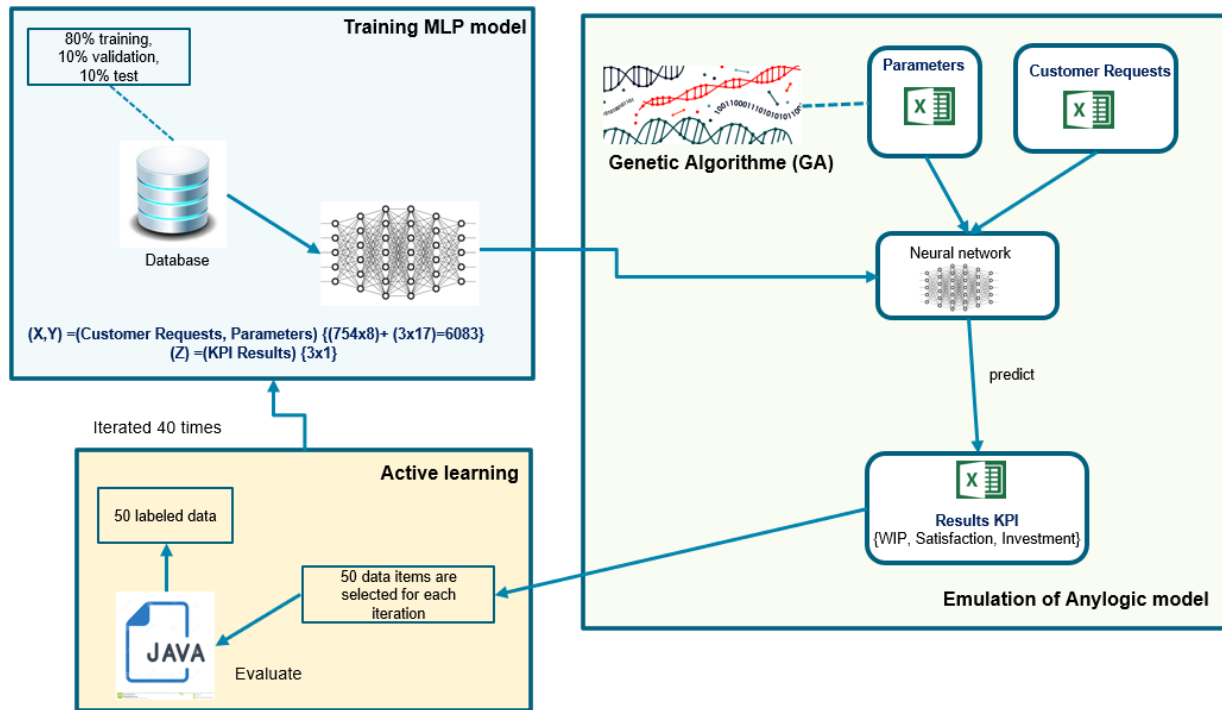 Training MLP model
80% training,
10% validation,
10% test
Database
(X,Y) =(Customer Requests, Parameters) {(754x8)+ (3x17)=6083}
(Z) =(KPI Results) {3x1}
Iterated 40 times
Active learning
50 labeled data
50 data items are
selected for each
iteration
JAVA
Evaluate
Parameters
X
Customer Requests
X
Genetic Algorithme (GA)
Neural network
predict
X
Results KPI
{WIP, Satisfaction, Investment}
Emulation of Anylogic model